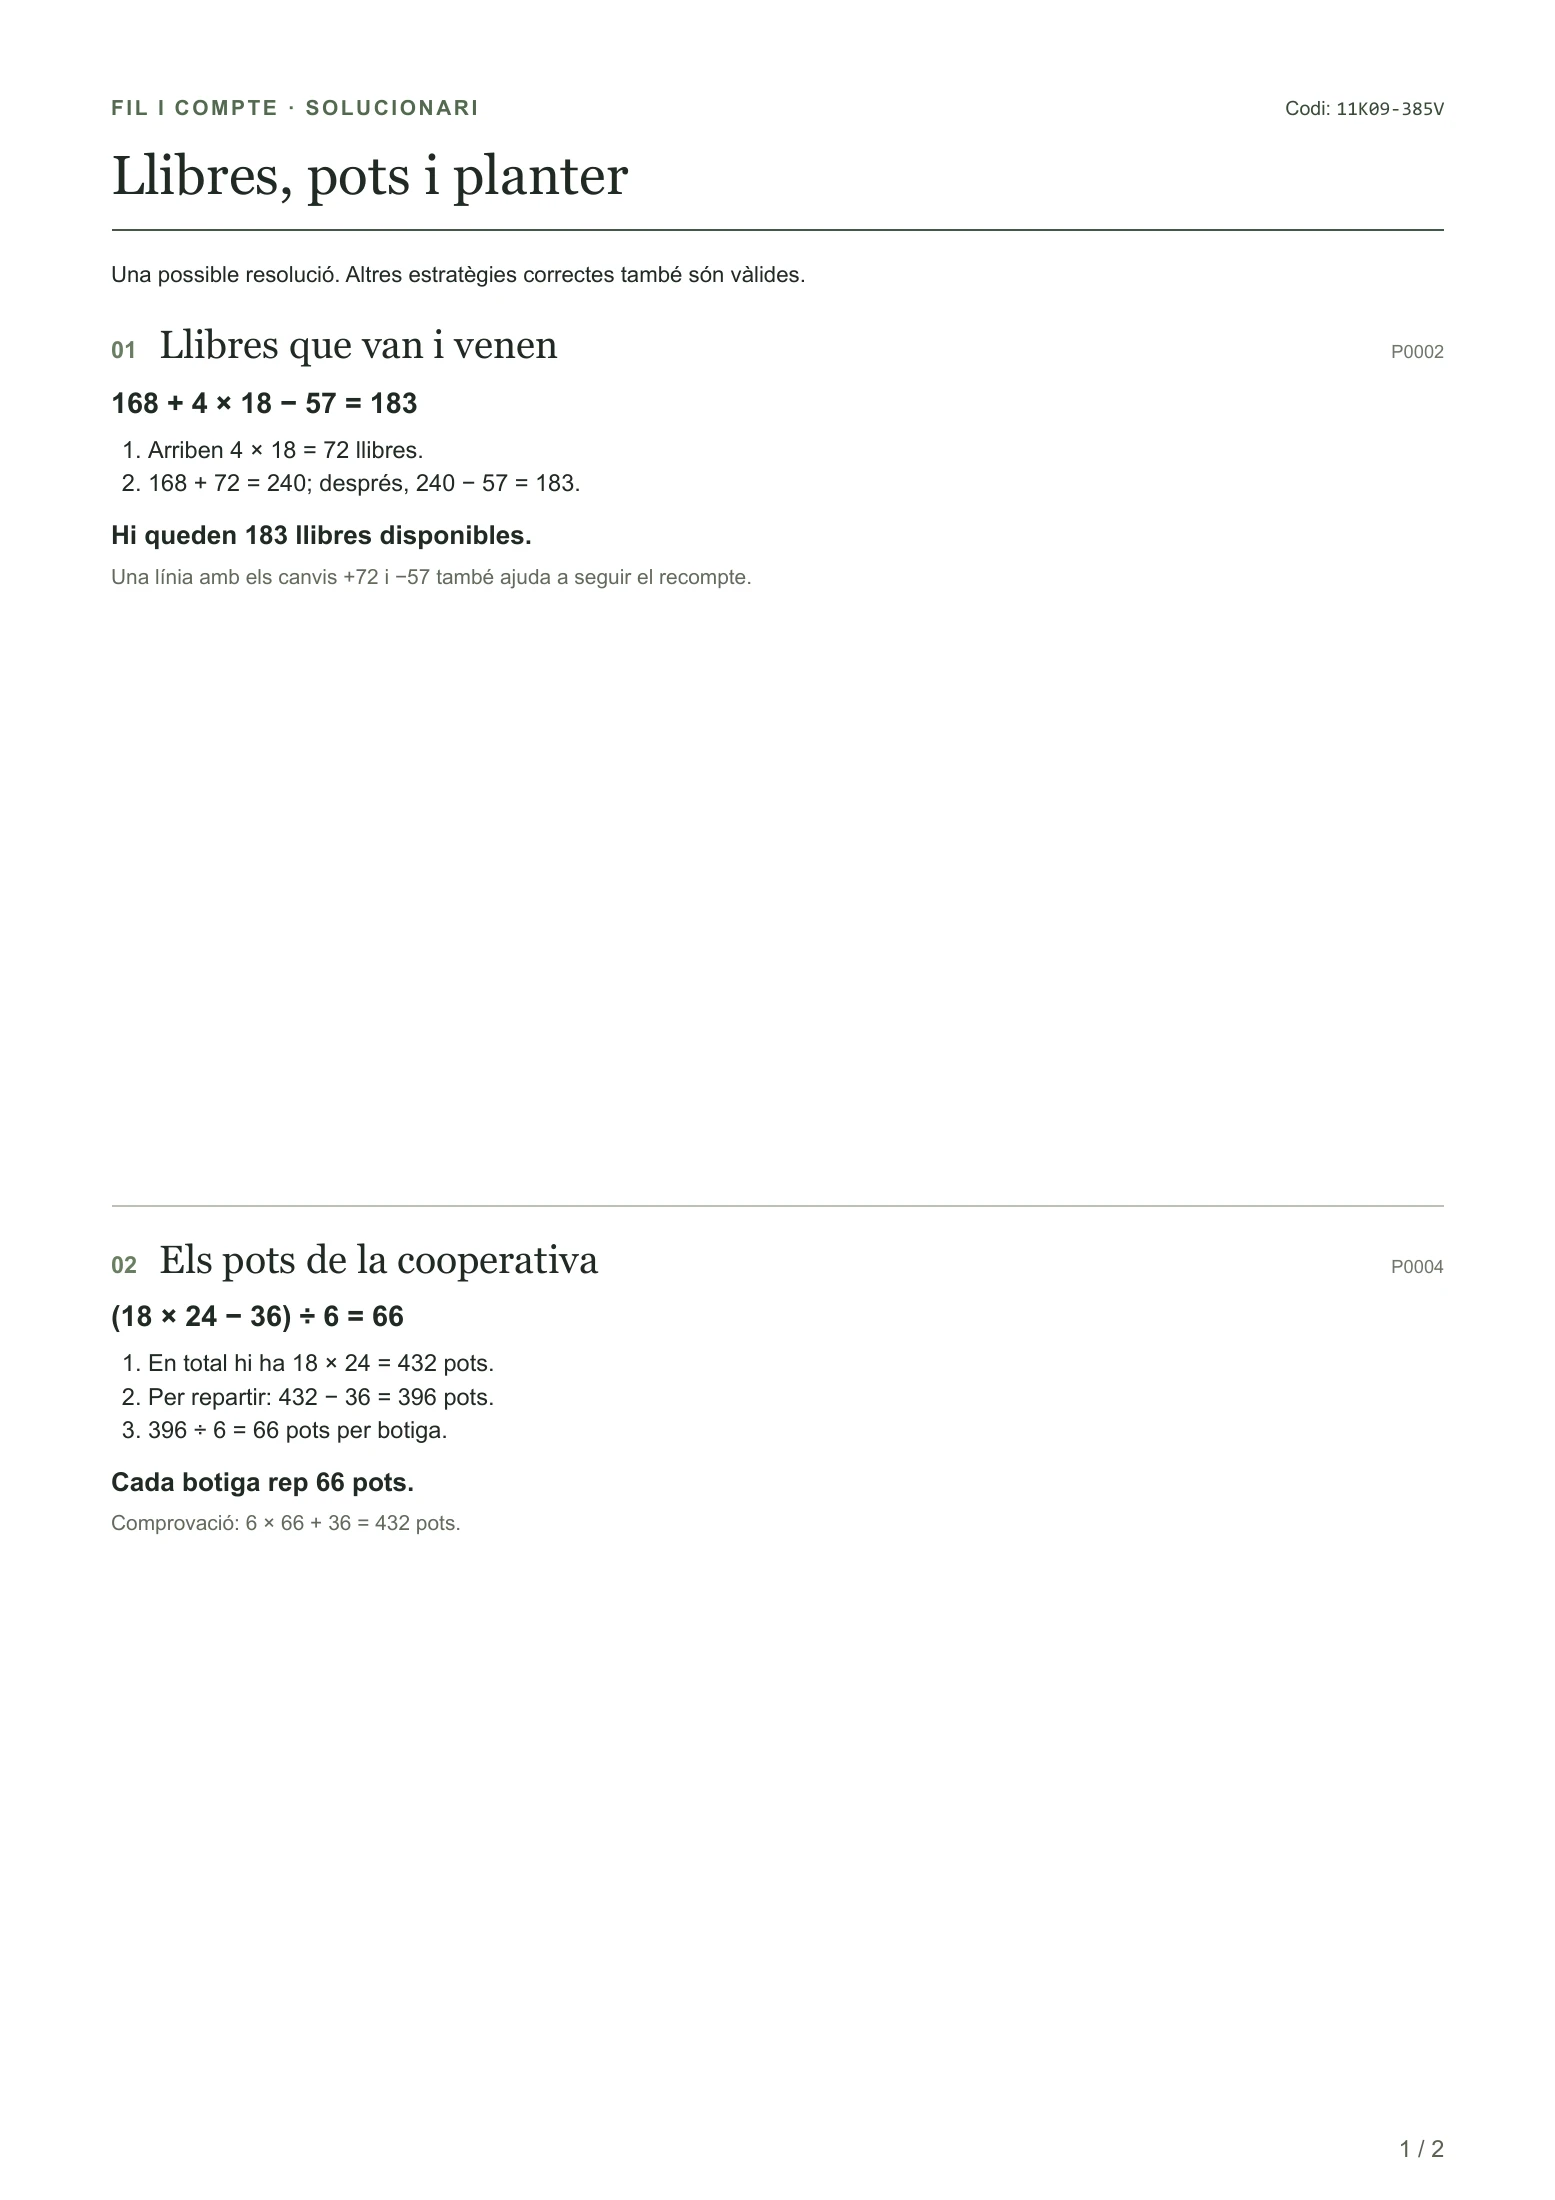 FIL I COMPTE · SOLUCIONARI
Codi: 11K09-385V
Llibres, pots i planter
Una possible resolució. Altres estratègies correctes també són vàlides.
01 Llibres que van i venen
P0002
168 + 4 × 18 − 57 = 183
1. Arriben 4 × 18 = 72 llibres.
2. 168 + 72 = 240; després, 240 − 57 = 183.
Hi queden 183 llibres disponibles.
Una línia amb els canvis +72 i −57 també ajuda a seguir el recompte.
02 Els pots de la cooperativa
P0004
(18 × 24 − 36) ÷ 6 = 66
1. En total hi ha 18 × 24 = 432 pots.
2. Per repartir: 432 − 36 = 396 pots.
3. 396 ÷ 6 = 66 pots per botiga.
Cada botiga rep 66 pots.
Comprovació: 6 × 66 + 36 = 432 pots.
1 / 2